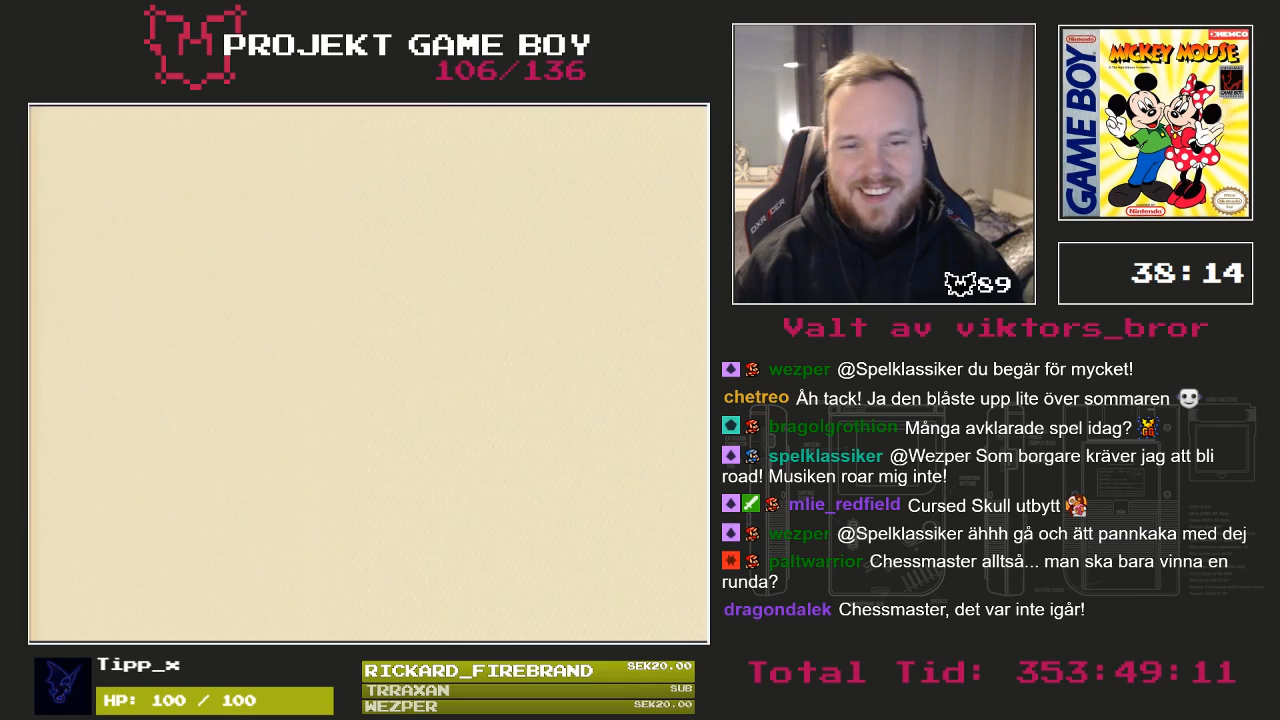 PROJEKT GAME BOY
106/136
Nintendo
KEMCO
MICKEY MOUSE
GAME BOY
Nintendo
DXRACER
89
38:14
Valt av viktors_bror
wezper @Spelklassiker du begär för mycket!
chetreo Åh tack! Ja den blåste upp lite över sommaren
bragolgrothion Många avklarade spel idag?
spelklassiker @Wezper Som borgare kräver jag att bli
road! Musiken roar mig inte!
mlie_redfield Cursed Skull utbytt
wezper @Spelklassiker ähhh gå och ätt pannkaka med dej
paltwarrior Chessmaster alltså... man ska bara vinna en
runda?
dragondalek Chessmaster, det var inte igår!
Tipp_x
HP: 100 / 100
RICKARD_FIREBRAND SEK20.00
TRRAXAN SUB
WEZPER SEK20.00
Total Tid: 353:49:11